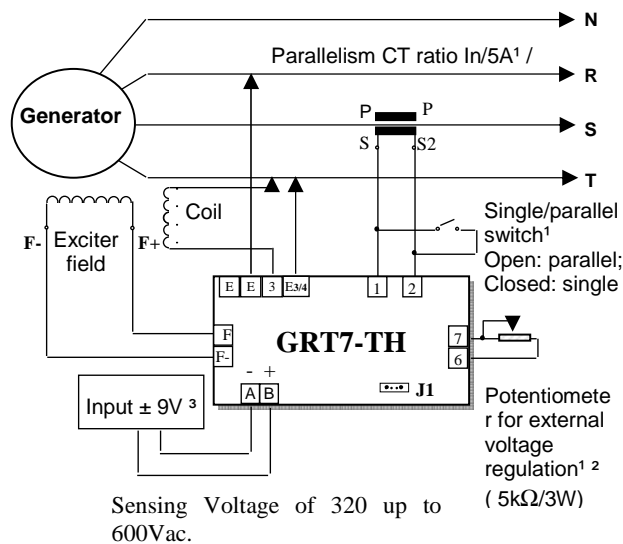 N
Parallelism CT ratio In/5A¹ /
R
Generator
P P
S
S S2
T
Coil
Single/parallel
switch¹
Open: parallel;
Closed: single
F- Exciter F+
field
E E 3 E3/4 1 2
F
F-
GRT7-TH
7
6
- +
A B
J1
Input ± 9V ³
Potentiomete
r for external
voltage
regulation¹ ²
( 5kΩ/3W)
Sensing Voltage of 320 up to
600Vac.